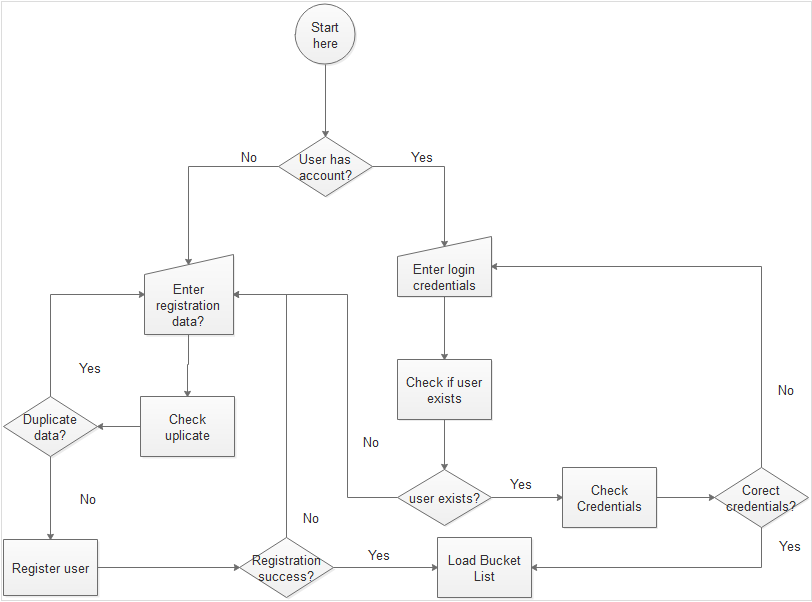 Start
here
No
Yes
User has
account?
Enter
registration
data?
Enter login
credentials
Yes
Check if user
exists
No
Duplicate
data?
Check
uplicate
No
No
user exists?
Yes
Check
Credentials
Corect
credentials?
No
Yes
Register user
Registration
success?
Yes
Load Bucket
List